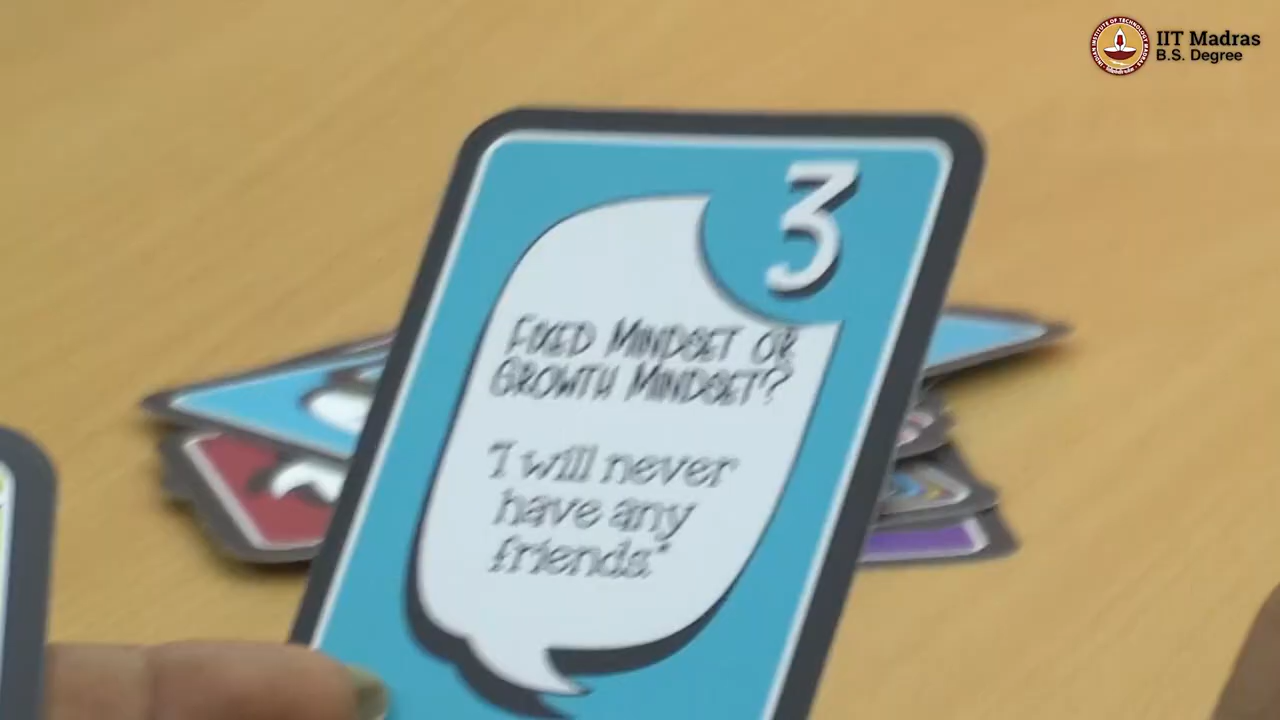 IIT Madras
B.S. Degree
3
FIXED MINDSET OR
GROWTH MINDSET?
"I will never
have any
friends."